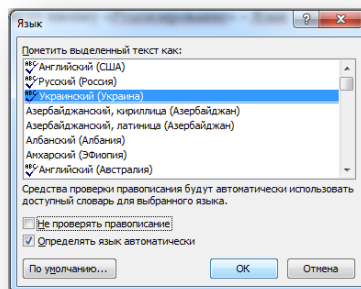 Язык
Пометить выделенный текст как:
Английский (США)
Русский (Россия)
Украинский (Украина)
Азербайджанский, кириллица (Азербайджан)
Азербайджанский, латиница (Азербайджан)
Албанский (Албания)
Амхарский (Эфиопия)
Английский (Австралия)
Средства проверки правописания будут автоматически использовать
доступный словарь для выбранного языка.
Не проверять правописание
Определять язык автоматически
По умолчанию...
ОК
Отмена